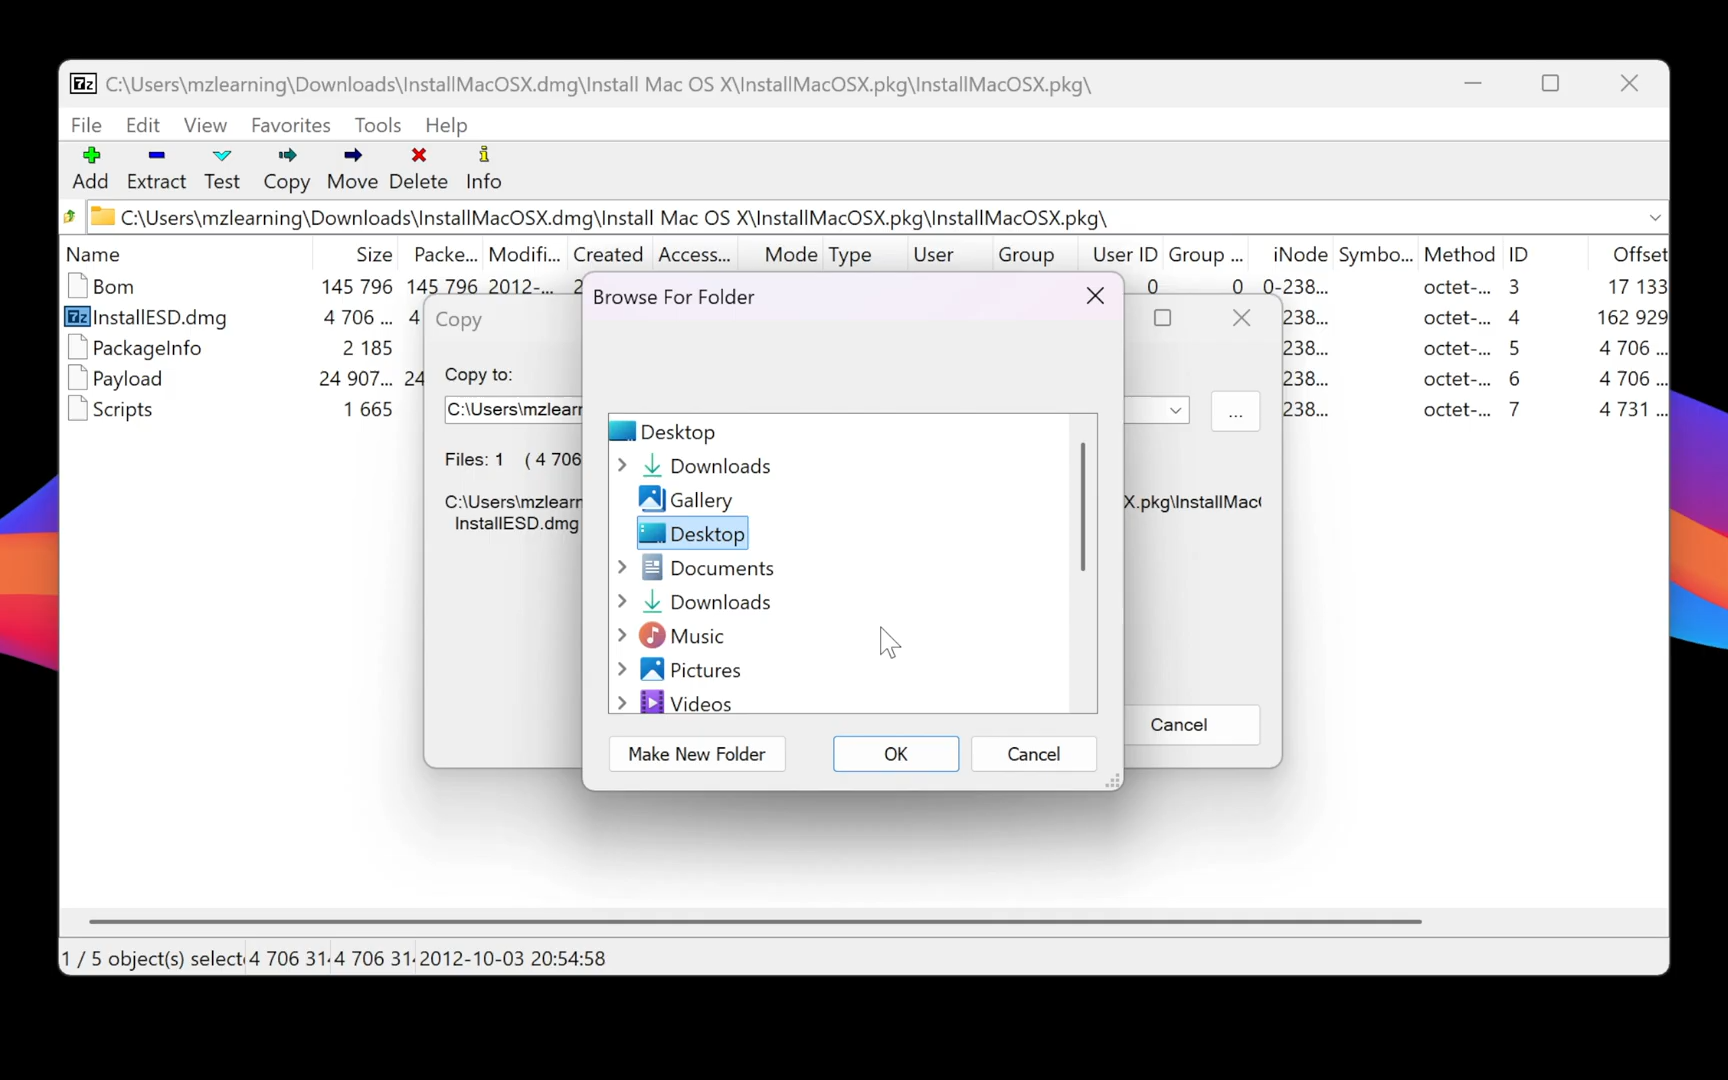 7z C:\Users\mzlearning\Downloads\InstallMacOSX.dmg\Install Mac OS X\InstallMacOSX.pkg\InstallMacOSX.pkg\
File Edit View Favorites Tools Help
Add Extract Test Copy Move Delete Info
C:\Users\mzlearning\Downloads\InstallMacOSX.dmg\Install Mac OS X\InstallMacOSX.pkg\InstallMacOSX.pkg\
Name Size Packe... Modifi... Created Access... Mode Type User Group User ID Group ... iNode Symbo... Method ID Offset
Bom 145 796 145 796 2012-... 2 0 0 0-238... octet-... 3 17 133
7z InstallESD.dmg 4 706 ... 4 238... octet-... 4 162 929
PackageInfo 2 185 238... octet-... 5 4 706 ...
Payload 24 907... 24 238... octet-... 6 4 706 ...
Scripts 1 665 238... octet-... 7 4 731 ...
Copy
Copy to:
C:\Users\mzlearn ...
Files: 1 ( 4 706
C:\Users\mzlearn X.pkg\InstallMac
InstallESD.dmg
Cancel
Browse For Folder
Desktop
Downloads
Gallery
Desktop
Documents
Downloads
Music
Pictures
Videos
Make New Folder OK Cancel
1 / 5 object(s) select 4 706 31 4 706 31 2012-10-03 20:54:58